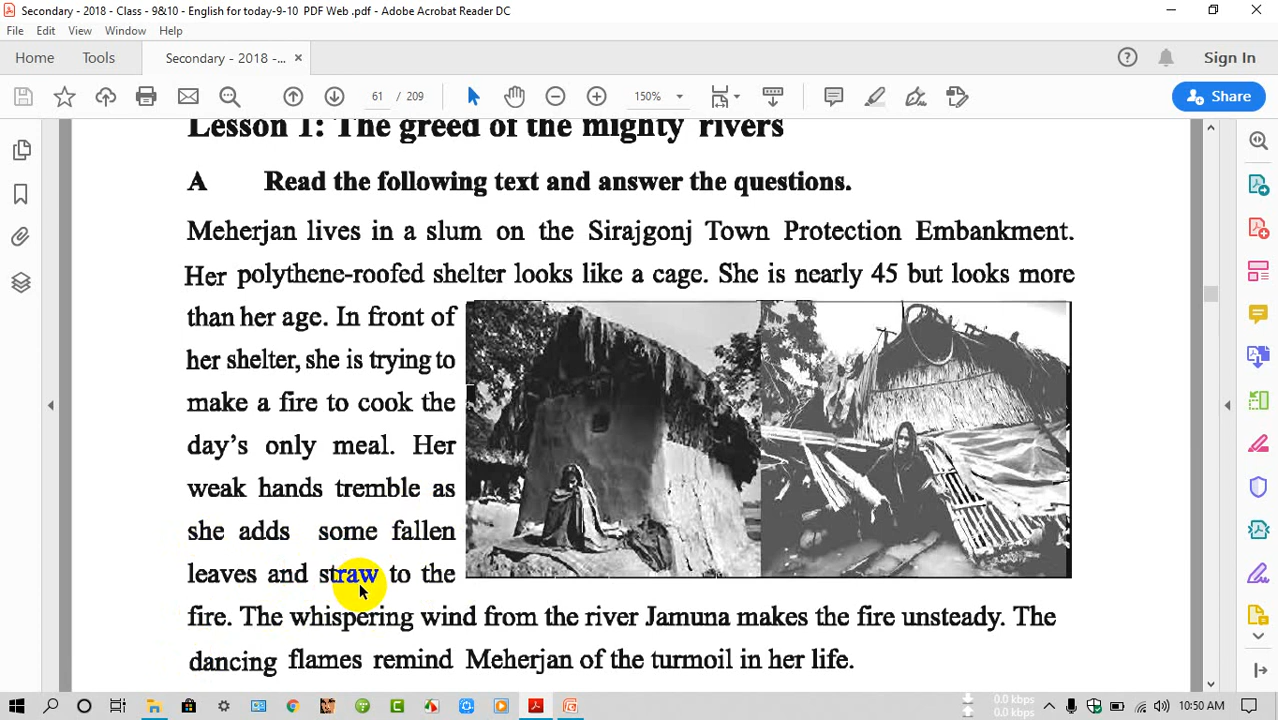 Secondary - 2018 - Class - 9&10 - English for today-9-10 PDF Web .pdf - Adobe Acrobat Reader DC
File Edit View Window Help
Home Tools Secondary - 2018 -... ×
Sign In
61 / 209
150%
Share
Lesson 1: The greed of the mighty rivers
A Read the following text and answer the questions.
Meherjan lives in a slum on the Sirajgonj Town Protection Embankment.
Her polythene-roofed shelter looks like a cage. She is nearly 45 but looks more
than her age. In front of
her shelter, she is trying to
make a fire to cook the
day's only meal. Her
weak hands tremble as
she adds some fallen
leaves and straw to the
fire. The whispering wind from the river Jamuna makes the fire unsteady. The
dancing flames remind Meherjan of the turmoil in her life.
0.0 kbps
0.0 kbps
10:50 AM